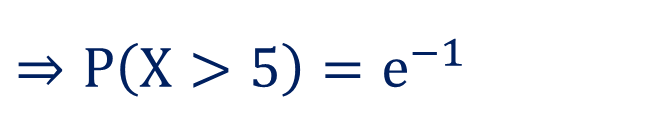 ⇒ P(X > 5) = e⁻¹